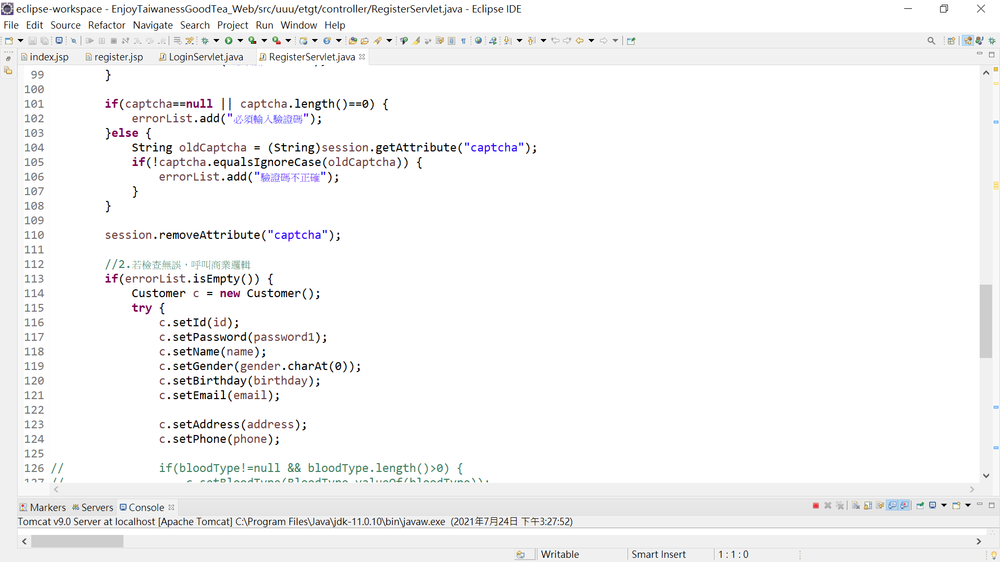 eclipse-workspace - EnjoyTaiwanessGoodTea_Web/src/uuu/etgt/controller/RegisterServlet.java - Eclipse IDE
File Edit Source Refactor Navigate Search Project Run Window Help
index.jsp register.jsp LoginServlet.java RegisterServlet.java
99 }
100
101 if(captcha==null || captcha.length()==0) {
102 errorList.add("必須輸入驗證碼");
103 }else {
104 String oldCaptcha = (String)session.getAttribute("captcha");
105 if(!captcha.equalsIgnoreCase(oldCaptcha)) {
106 errorList.add("驗證碼不正確");
107 }
108 }
109
110 session.removeAttribute("captcha");
111
112 //2.若檢查無誤，呼叫商業邏輯
113 if(errorList.isEmpty()) {
114 Customer c = new Customer();
115 try {
116 c.setId(id);
117 c.setPassword(password1);
118 c.setName(name);
119 c.setGender(gender.charAt(0));
120 c.setBirthday(birthday);
121 c.setEmail(email);
122
123 c.setAddress(address);
124 c.setPhone(phone);
125
126 // if(bloodType!=null && bloodType.length()>0) {
127 // c.setBloodType(BloodType.valueOf(bloodType));
Markers Servers Console
Tomcat v9.0 Server at localhost [Apache Tomcat] C:\Program Files\Java\jdk-11.0.10\bin\javaw.exe (2021年7月24日 下午3:27:52)
Writable Smart Insert 1 : 1 : 0